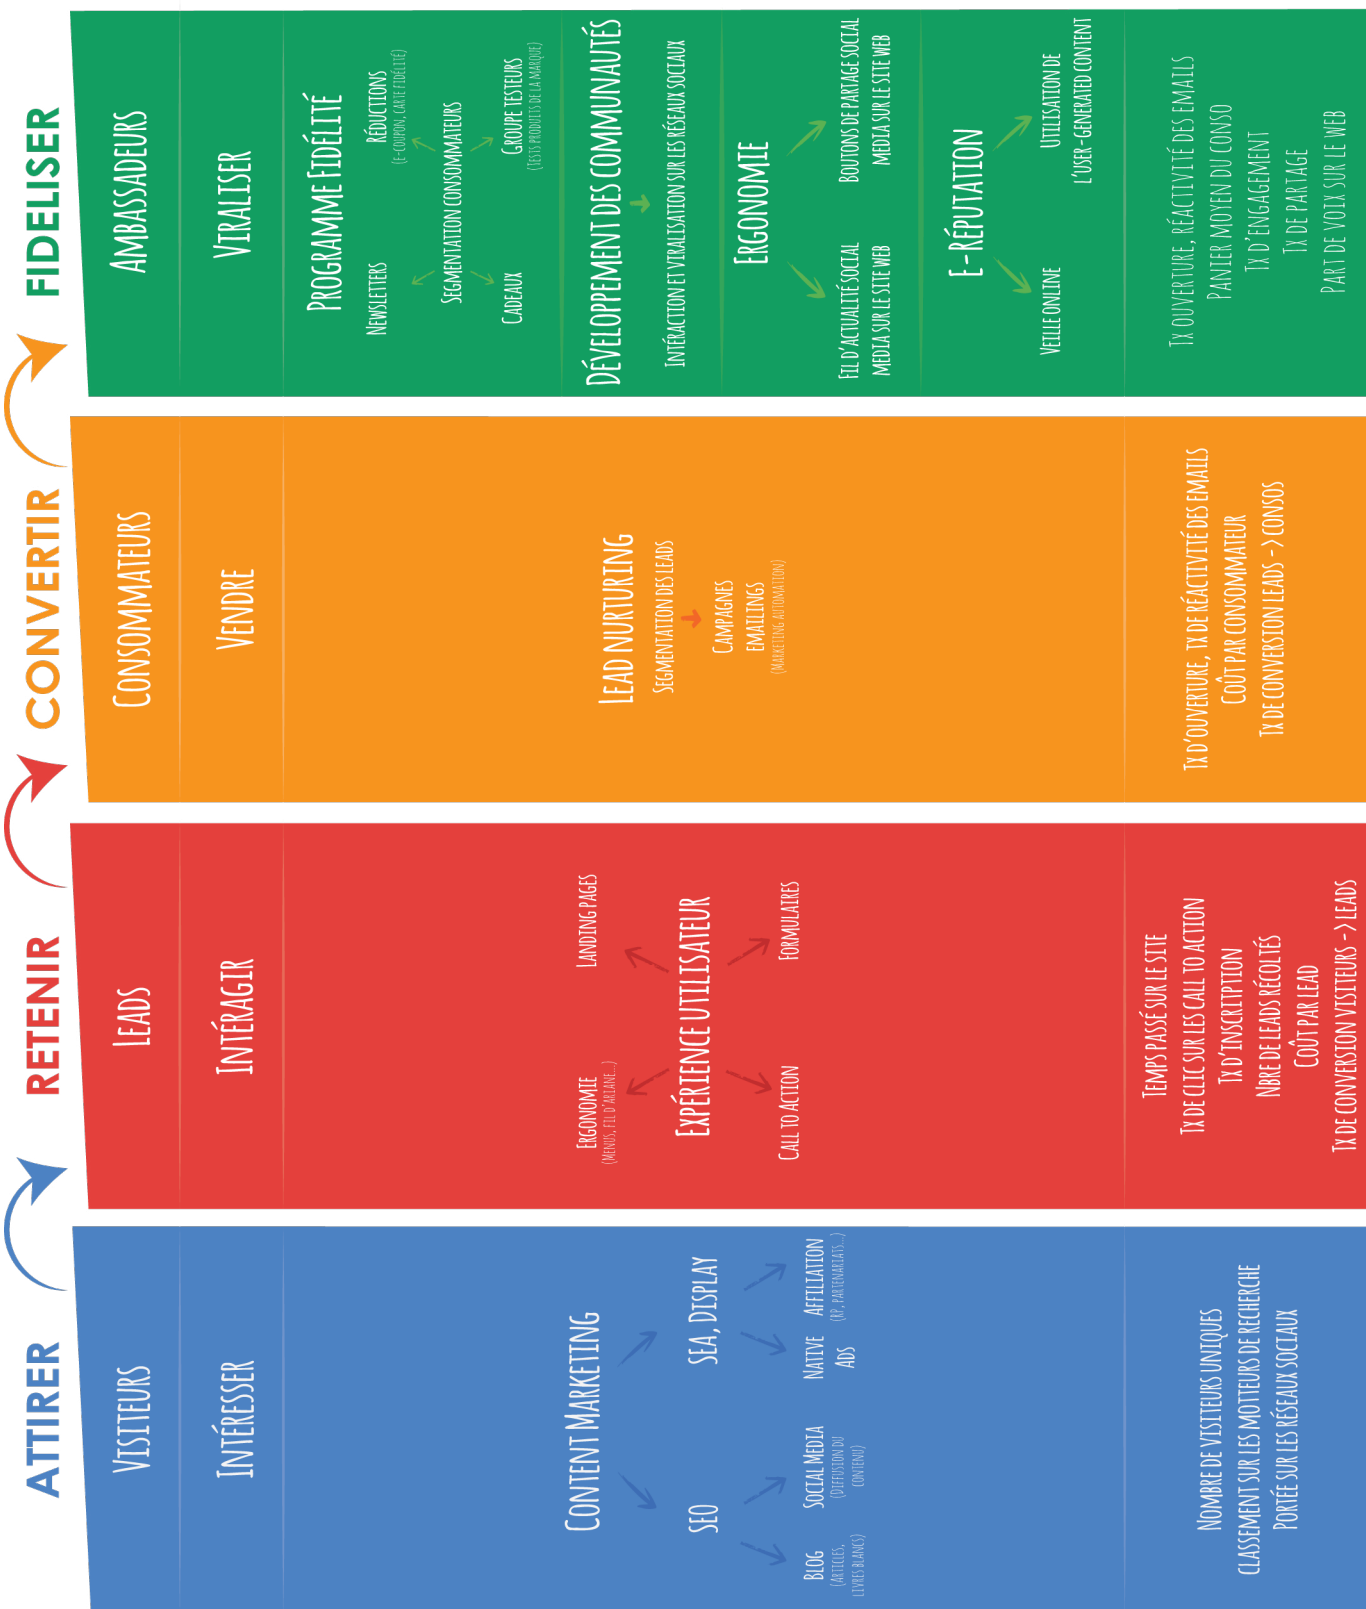 ATTIRER
VISITEURS
INTÉRESSER
CONTENT MARKETING
SEO
SEA, DISPLAY
BLOG
(ARTICLES,
LIVRES BLANCS)
SOCIAL MEDIA
(DIFFUSION DU
CONTENU)
NATIVE
ADS
AFFILIATION
(RP, PARTENARIATS...)
NOMBRE DE VISITEURS UNIQUES
CLASSEMENT SUR LES MOTTEURS DE RECHERCHE
PORTÉE SUR LES RÉSEAUX SOCIAUX
RETENIR
LEADS
INTÉRAGIR
ERGONOMIE
(MENUS, FIL D'ARIANE...)
LANDING PAGES
EXPÉRIENCE UTILISATEUR
CALL TO ACTION
FORMULAIRES
TEMPS PASSÉ SUR LE SITE
TX DE CLIC SUR LES CALL TO ACTION
TX D'INSCRITPTION
NBRE DE LEADS RÉCOLTÉS
COÛT PAR LEAD
TX DE CONVERSION VISITEURS -> LEADS
CONVERTIR
CONSOMMATEURS
VENDRE
LEAD NURTURING
SEGMENTATION DES LEADS
CAMPAGNES
EMAILINGS
(MARKETING AUTOMATION)
TX D'OUVERTURE, TX DE RÉACTIVITÉ DES EMAILS
COÛT PAR CONSOMMATEUR
TX DE CONVERSION LEADS -> CONSOS
FIDELISER
AMBASSADEURS
VIRALISER
PROGRAMME FIDÉLITÉ
NEWSLETTERS
RÉDUCTIONS
(E-COUPON, CARTE FIDÉLITÉ)
SEGMENTATION CONSOMMATEURS
CADEAUX
GROUPE TESTEURS
(TESTS PRODUITS DE LA MARQUE)
DÉVELOPPEMENT DES COMMUNAUTÉS
INTÉRACTION ET VIRALISATION SUR LES RÉSEAUX SOCIAUX
ERGONOMIE
FIL D'ACTUALITÉ SOCIAL
MEDIA SUR LE SITE WEB
BOUTONS DE PARTAGE SOCIAL
MEDIA SUR LE SITE WEB
E-RÉPUTATION
VEILLE ONLINE
UTILISATION DE
L'USER-GENERATED CONTENT
TX OUVERTURE, RÉACTIVITÉ DES EMAILS
PANIER MOYEN DU CONSO
TX D'ENGAGEMENT
TX DE PARTAGE
PART DE VOIX SUR LE WEB